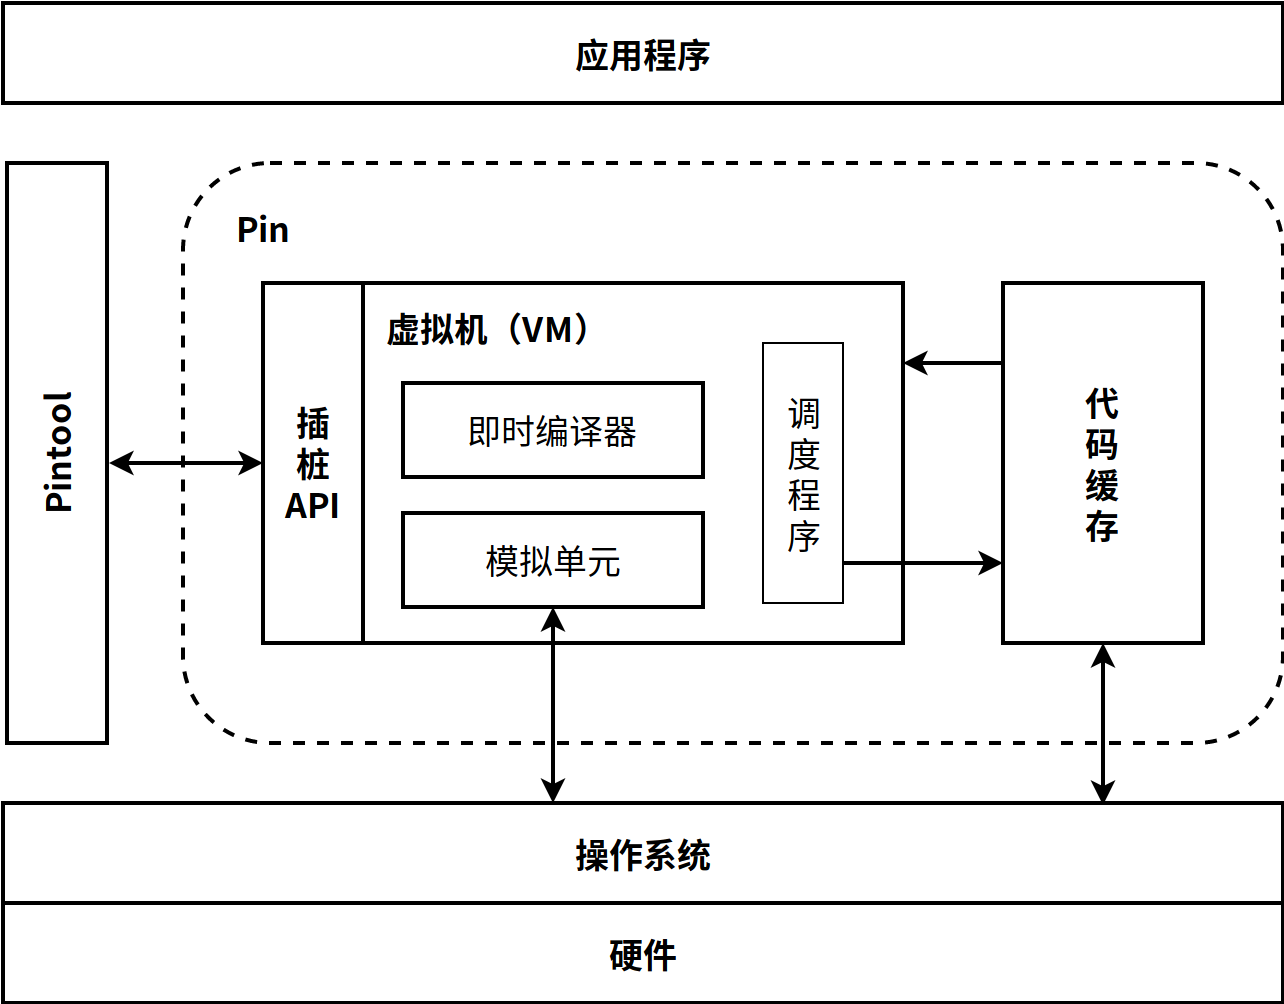 应用程序
Pintool
Pin
插
桩
API
虚拟机（VM）
即时编译器
模拟单元
调
度
程
序
代
码
缓
存
操作系统
硬件